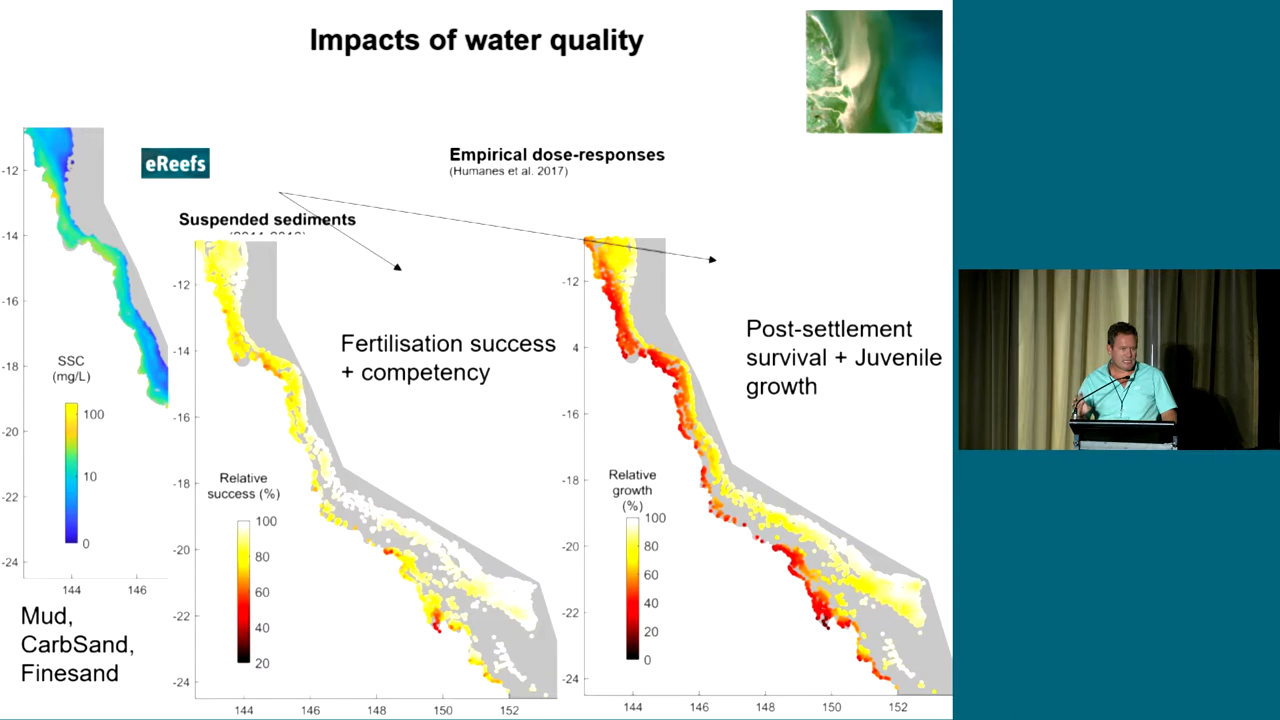 Impacts of water quality
eReefs
Empirical dose-responses
(Humanes et al. 2017)
Suspended sediments
-12
-14
-16
-18
-20
-22
-24
144
146
SSC
(mg/L)
100
10
0
Mud,
CarbSand,
Finesand
-12
-14
-16
-18
-20
-22
-24
144
146
148
150
152
Fertilisation success
+ competency
Relative
success (%)
100
80
60
40
20
-12
4
-16
-18
-20
-22
-24
144
146
148
150
152
Post-settlement
survival + Juvenile
growth
Relative
growth
(%)
100
80
60
40
20
0